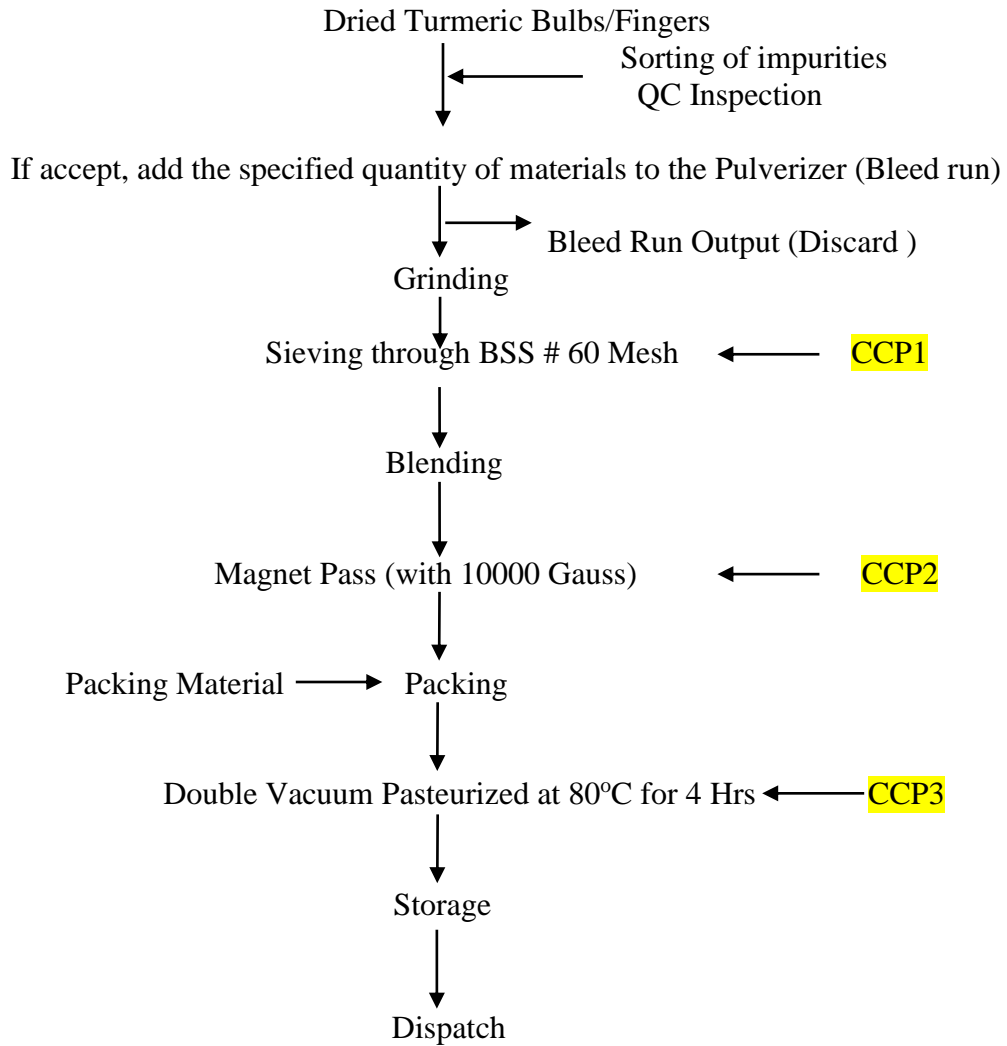 Dried Turmeric Bulbs/Fingers
Sorting of impurities
QC Inspection
If accept, add the specified quantity of materials to the Pulverizer (Bleed run)
Bleed Run Output (Discard )
Grinding
Sieving through BSS # 60 Mesh
CCP1
Blending
Magnet Pass (with 10000 Gauss)
CCP2
Packing Material
Packing
Double Vacuum Pasteurized at 80ºC for 4 Hrs
CCP3
Storage
Dispatch